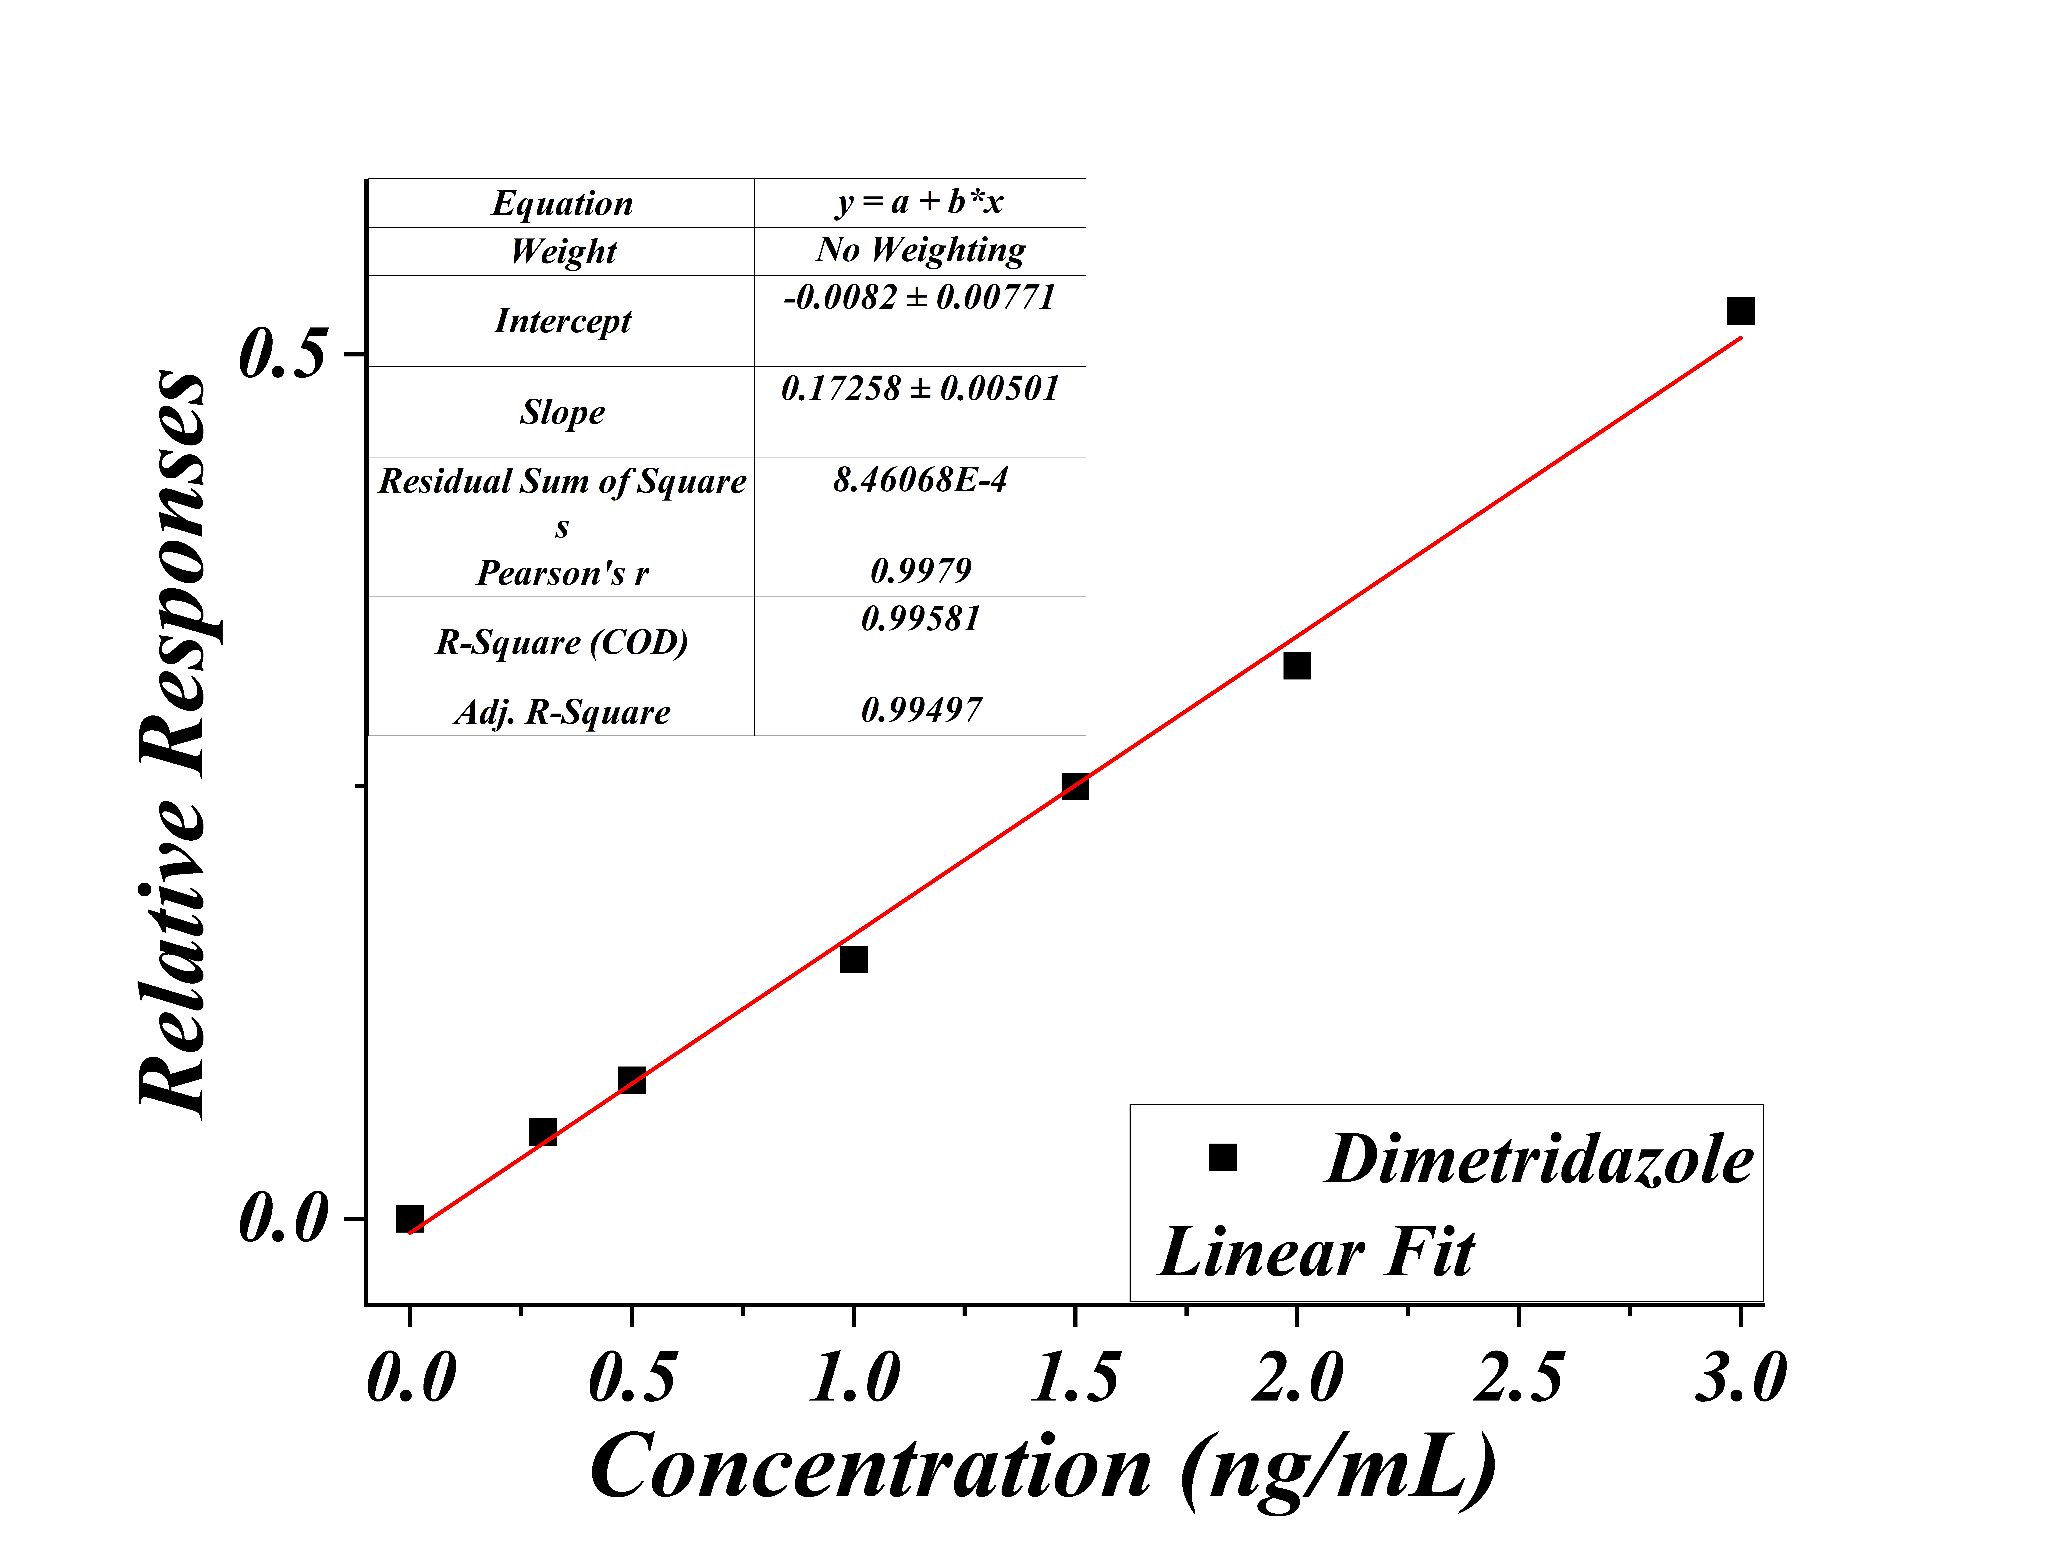 Equation y = a + b*x
Weight No Weighting
Intercept -0.0082 ± 0.00771
Slope 0.17258 ± 0.00501
Residual Sum of Square 8.46068E-4
s
Pearson's r 0.9979
R-Square (COD) 0.99581
Adj. R-Square 0.99497
0.5
0.0
Relative Responses
Dimetridazole
Linear Fit
0.0 0.5 1.0 1.5 2.0 2.5 3.0
Concentration (ng/mL)